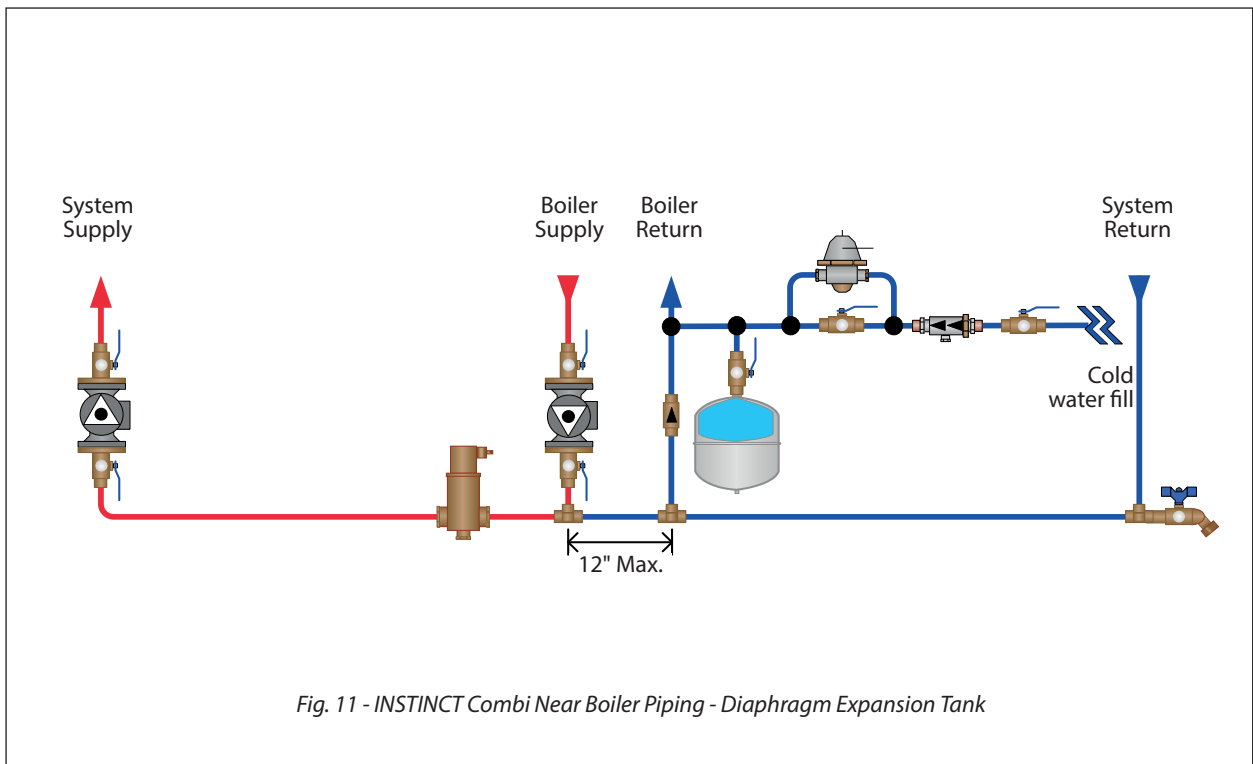 System
Supply
Boiler
Supply
Boiler
Return
System
Return
Cold
water fill
12" Max.
Fig. 11 - INSTINCT Combi Near Boiler Piping - Diaphragm Expansion Tank